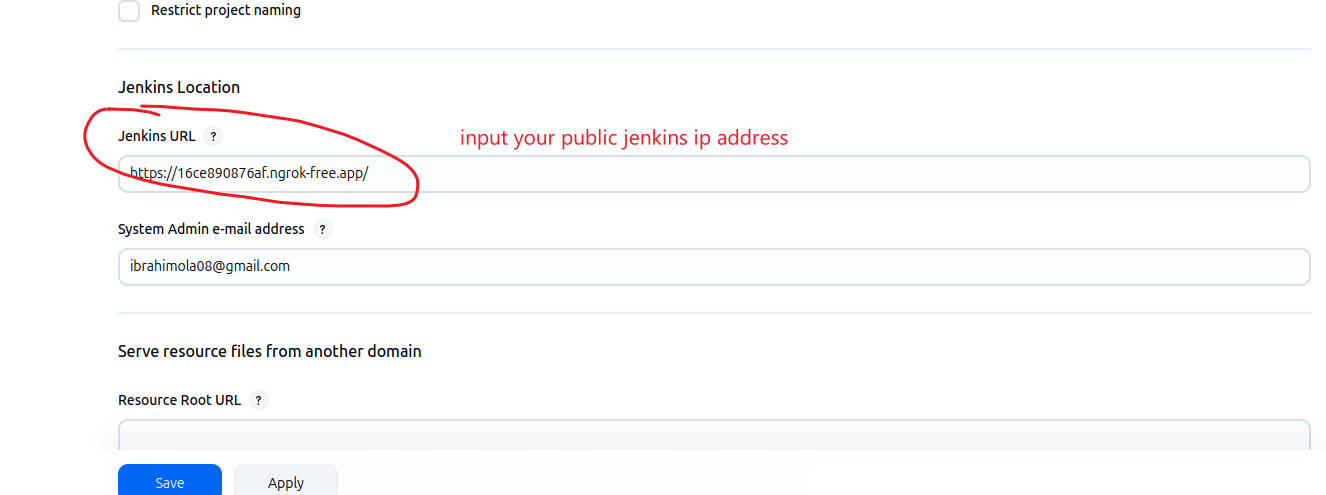 Restrict project naming
Jenkins Location
Jenkins URL ?
input your public jenkins ip address
https://16ce890876af.ngrok-free.app/
System Admin e-mail address ?
ibrahimola08@gmail.com
Serve resource files from another domain
Resource Root URL ?
Save Apply